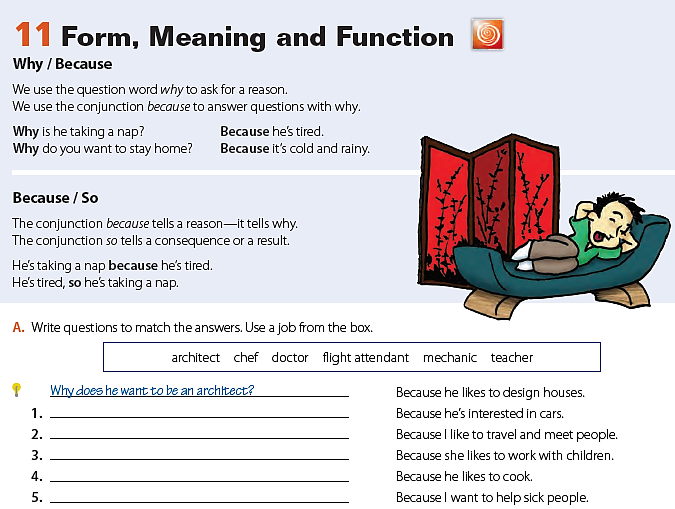 11 Form, Meaning and Function
Why / Because
We use the question word why to ask for a reason.
We use the conjunction because to answer questions with why.
Why is he taking a nap? Because he's tired.
Why do you want to stay home? Because it's cold and rainy.
Because / So
The conjunction because tells a reason—it tells why.
The conjunction so tells a consequence or a result.
He's taking a nap because he's tired.
He's tired, so he's taking a nap.
A. Write questions to match the answers. Use a job from the box.
architect chef doctor flight attendant mechanic teacher
Why does he want to be an architect? Because he likes to design houses.
1. Because he's interested in cars.
2. Because I like to travel and meet people.
3. Because she likes to work with children.
4. Because he likes to cook.
5. Because I want to help sick people.